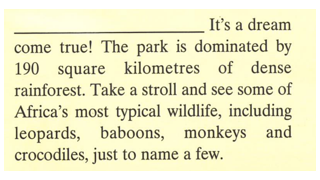 __________________ It's a dream
come true! The park is dominated by
190 square kilometres of dense
rainforest. Take a stroll and see some of
Africa's most typical wildlife, including
leopards, baboons, monkeys and
crocodiles, just to name a few.